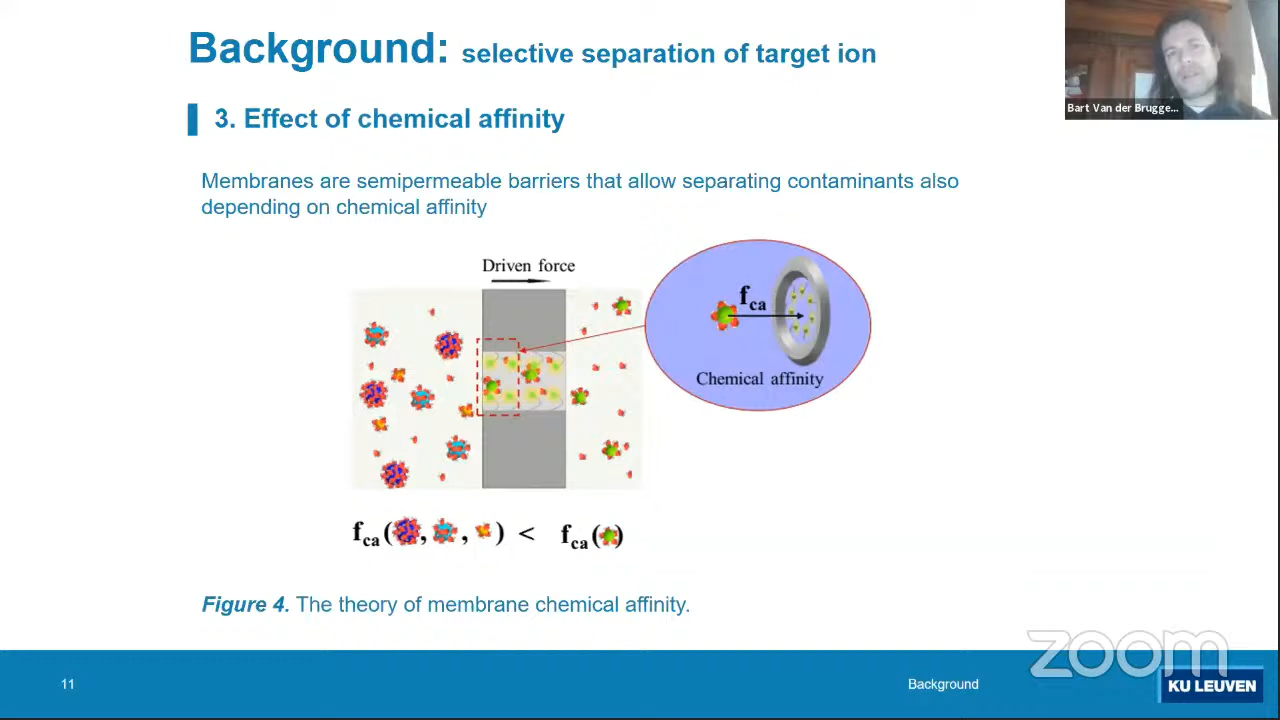 Background: selective separation of target ion
Bart Van der Brugge...
3. Effect of chemical affinity
Membranes are semipermeable barriers that allow separating contaminants also
depending on chemical affinity
Driven force
fca
Chemical affinity
fca( , , ) < fca( )
Figure 4. The theory of membrane chemical affinity.
zoom
11
Background
KU LEUVEN